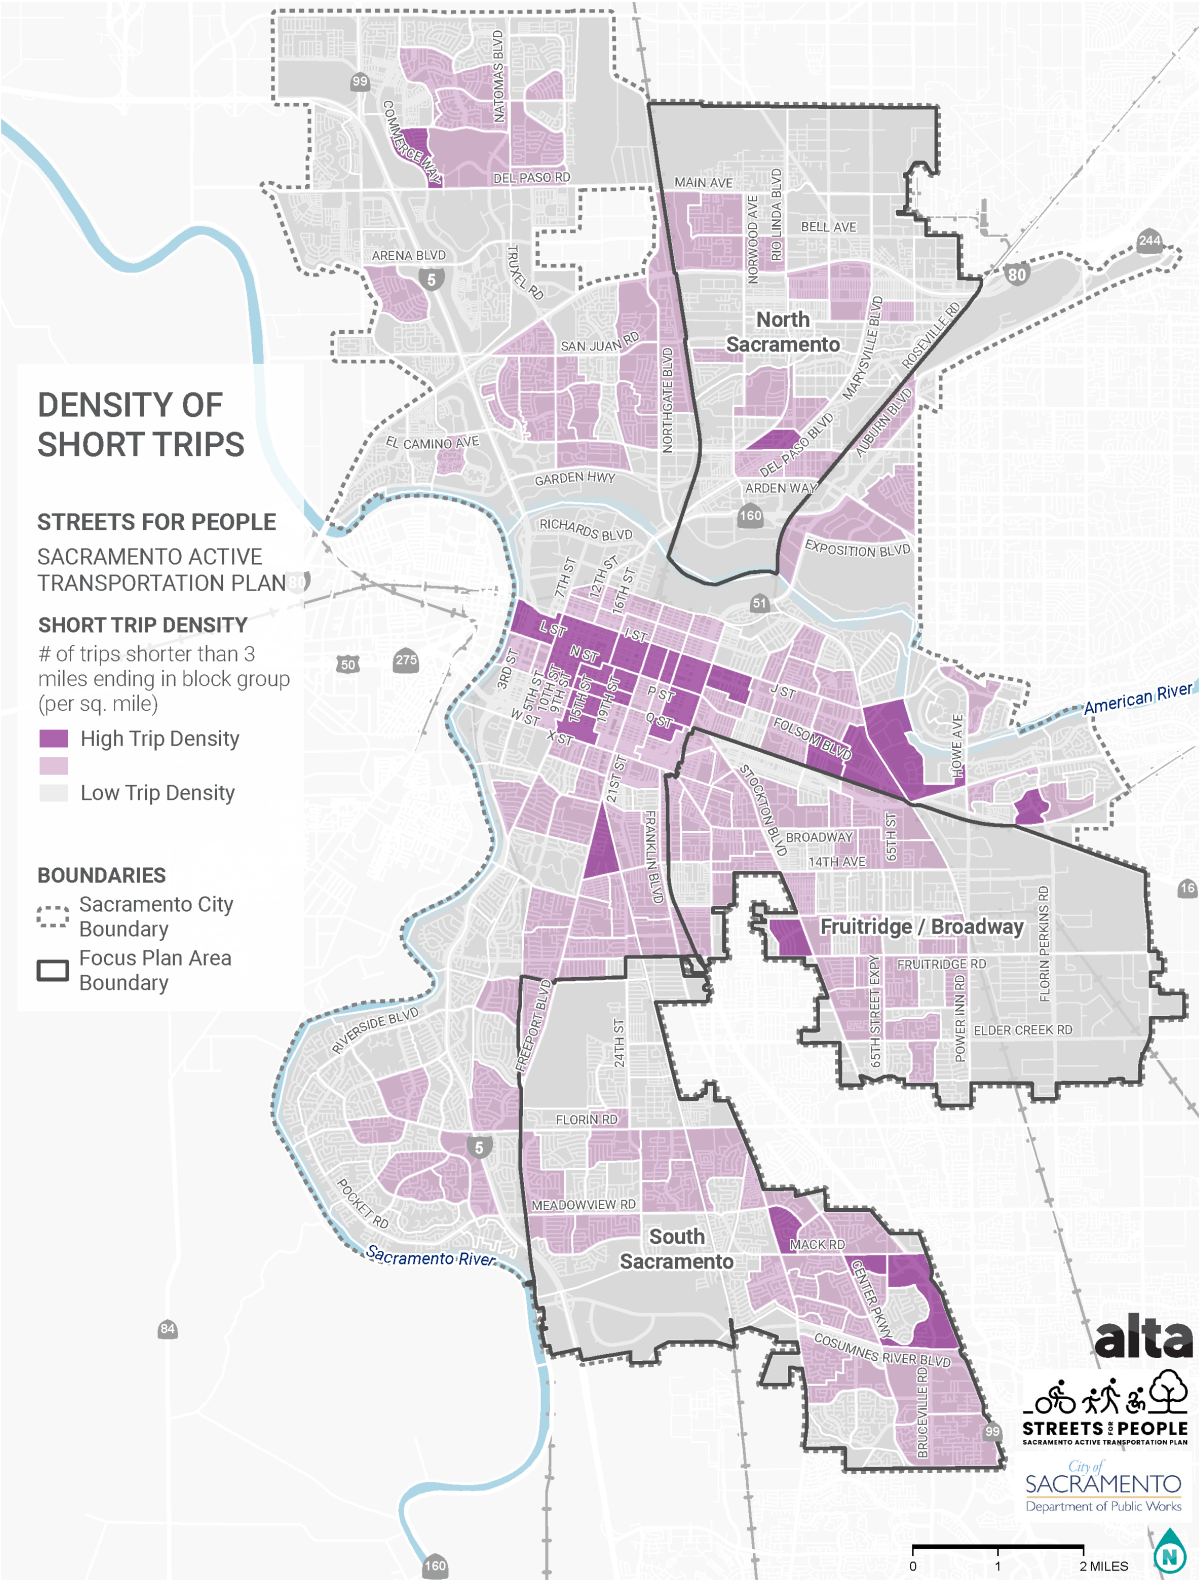 DENSITY OF
SHORT TRIPS
STREETS FOR PEOPLE
SACRAMENTO ACTIVE
TRANSPORTATION PLAN
SHORT TRIP DENSITY
# of trips shorter than 3
miles ending in block group
(per sq. mile)
High Trip Density
Low Trip Density
BOUNDARIES
Sacramento City
Boundary
Focus Plan Area
Boundary
99
NATOMAS BLVD
COMMERCE WAY
DEL PASO RD
MAIN AVE
NORWOOD AVE
RIO LINDA BLVD
BELL AVE
244
80
ARENA BLVD
5
TRUXEL RD
North
Sacramento
SAN JUAN RD
NORTHGATE BLVD
MARYSVILLE BLVD
ROSEVILLE RD
AUBURN BLVD
EL CAMINO AVE
GARDEN HWY
DEL PASO BLVD
ARDEN WAY
160
RICHARDS BLVD
EXPOSITION BLVD
7TH ST
12TH ST
16TH ST
80
51
50
275
L ST
I ST
N ST
3RD ST
5TH ST
10TH ST
9TH ST
15TH ST
19TH ST
P ST
Q ST
J ST
W ST
X ST
FOLSOM BLVD
HOWE AVE
American River
21ST ST
STOCKTON BLVD
FRANKLIN BLVD
BROADWAY
14TH AVE
65TH ST
16
Fruitridge / Broadway
FRUITRIDGE RD
FLORIN PERKINS RD
65TH STREET EXPY
POWER INN RD
ELDER CREEK RD
RIVERSIDE BLVD
FREEPORT BLVD
24TH ST
FLORIN RD
5
POCKET RD
MEADOWVIEW RD
Sacramento River
South
Sacramento
MACK RD
CENTER PKWY
COSUMNES RIVER BLVD
BRUCEVILLE RD
99
84
160
alta
STREETS FOR PEOPLE
SACRAMENTO ACTIVE TRANSPORTATION PLAN
City of
SACRAMENTO
Department of Public Works
0 1 2 MILES
N